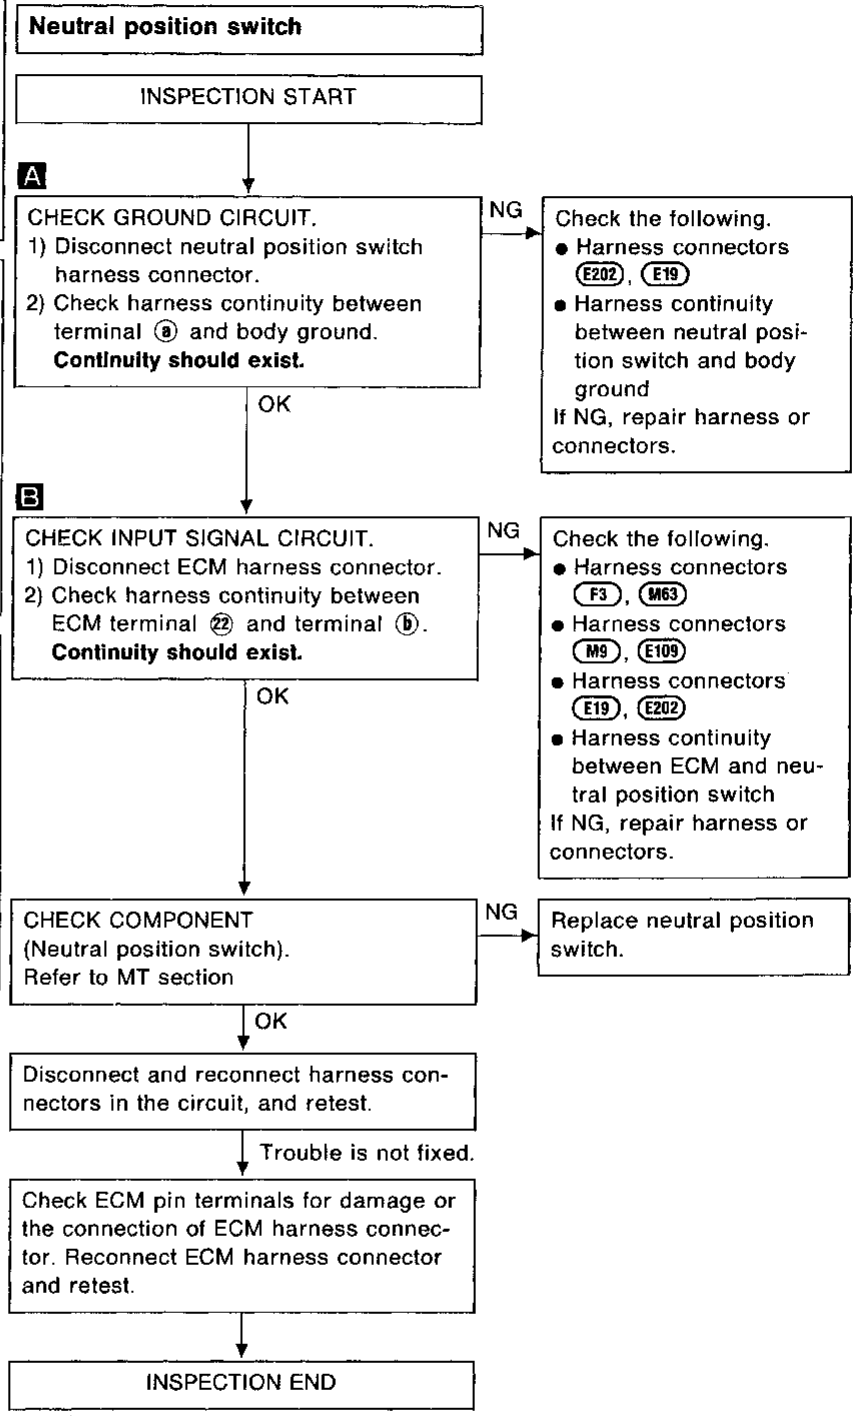 Neutral position switch
INSPECTION START
A
CHECK GROUND CIRCUIT.
1) Disconnect neutral position switch
harness connector.
2) Check harness continuity between
terminal ⓐ and body ground.
Continuity should exist.
NG
Check the following.
● Harness connectors
E202, E19
● Harness continuity
between neutral posi-
tion switch and body
ground
If NG, repair harness or
connectors.
OK
B
CHECK INPUT SIGNAL CIRCUIT.
1) Disconnect ECM harness connector.
2) Check harness continuity between
ECM terminal ㉒ and terminal ⓑ.
Continuity should exist.
NG
Check the following.
● Harness connectors
F3, M63
● Harness connectors
M9, E109
● Harness connectors
E19, E202
● Harness continuity
between ECM and neu-
tral position switch
If NG, repair harness or
connectors.
OK
CHECK COMPONENT
(Neutral position switch).
Refer to MT section
NG
Replace neutral position
switch.
OK
Disconnect and reconnect harness con-
nectors in the circuit, and retest.
Trouble is not fixed.
Check ECM pin terminals for damage or
the connection of ECM harness connec-
tor. Reconnect ECM harness connector
and retest.
INSPECTION END